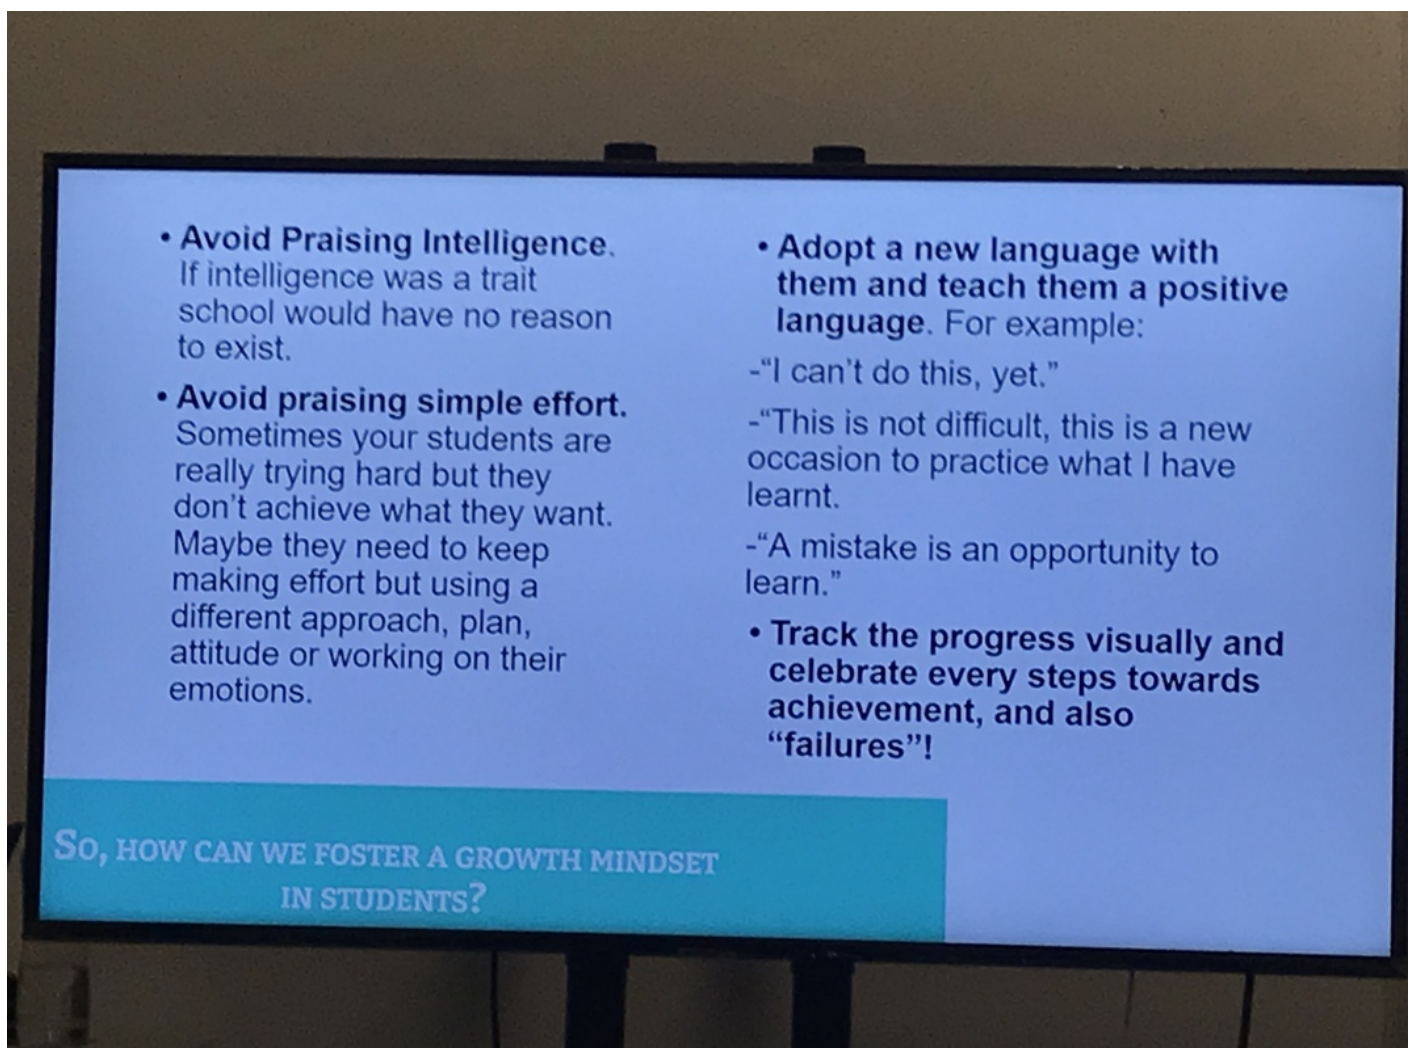 • Avoid Praising Intelligence.
If intelligence was a trait
school would have no reason
to exist.
• Avoid praising simple effort.
Sometimes your students are
really trying hard but they
don't achieve what they want.
Maybe they need to keep
making effort but using a
different approach, plan,
attitude or working on their
emotions.
• Adopt a new language with
them and teach them a positive
language. For example:
-“I can't do this, yet.”
-“This is not difficult, this is a new
occasion to practice what I have
learnt.
-“A mistake is an opportunity to
learn.”
• Track the progress visually and
celebrate every steps towards
achievement, and also
“failures”!
SO, HOW CAN WE FOSTER A GROWTH MINDSET
IN STUDENTS?